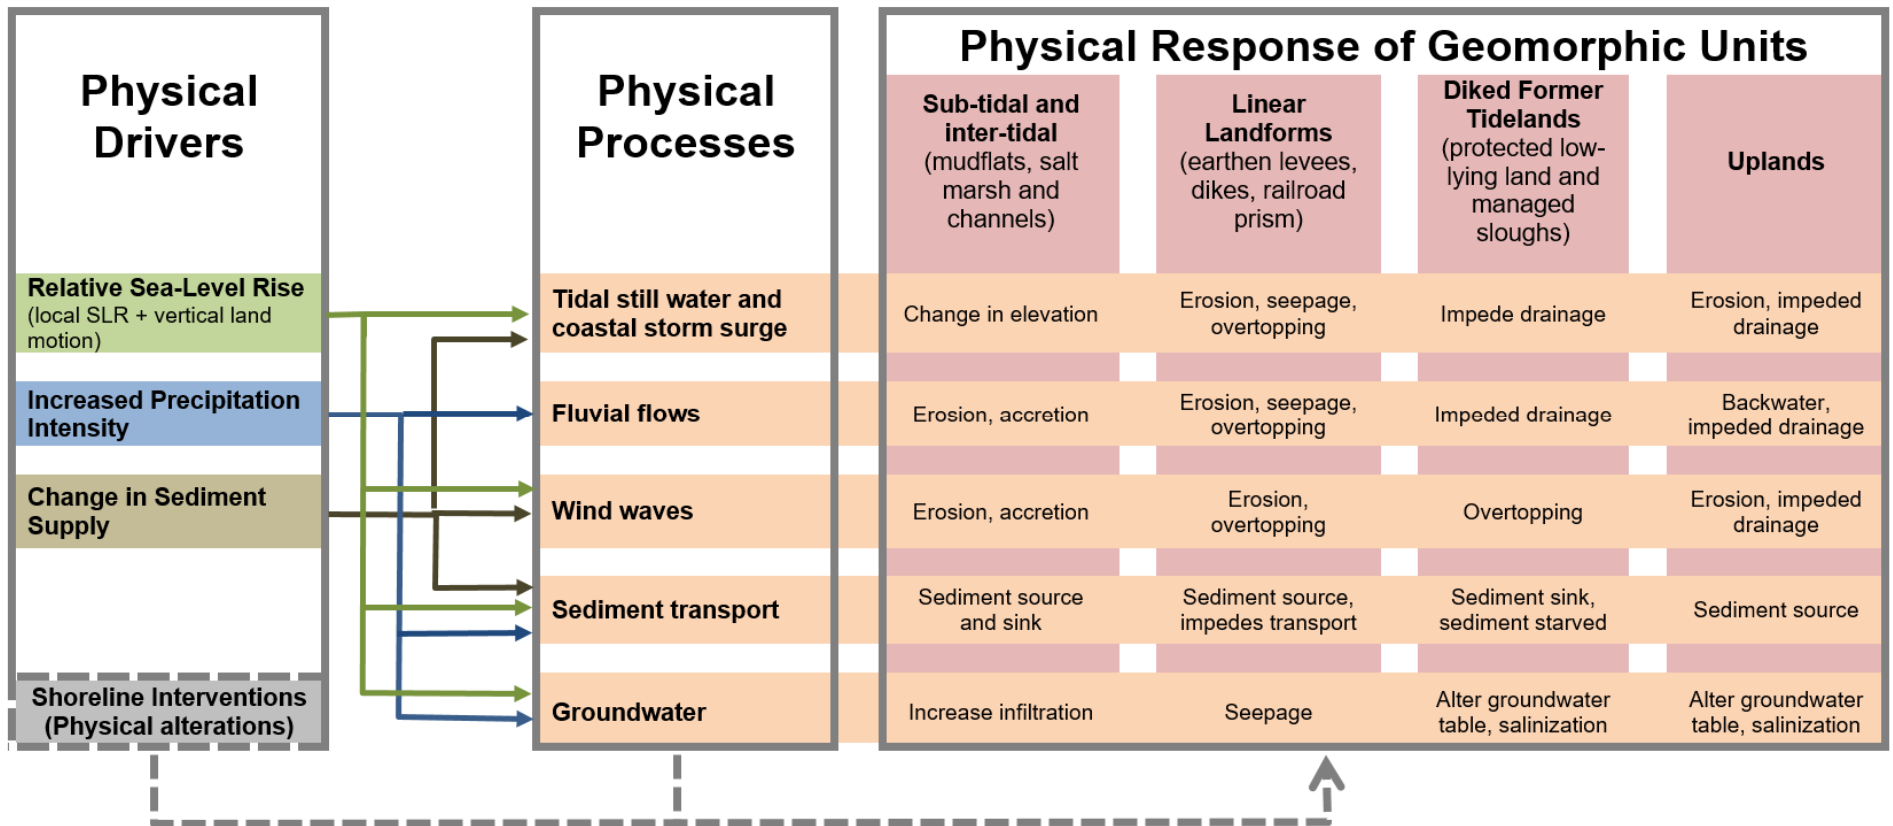 Physical
Drivers
Relative Sea-Level Rise
(local SLR + vertical land
motion)
Increased Precipitation
Intensity
Change in Sediment
Supply
Shoreline Interventions
(Physical alterations)
Physical
Processes
Tidal still water and
coastal storm surge
Fluvial flows
Wind waves
Sediment transport
Groundwater
Physical Response of Geomorphic Units
Sub-tidal and
inter-tidal
(mudflats, salt
marsh and
channels)
Linear
Landforms
(earthen levees,
dikes, railroad
prism)
Diked Former
Tidelands
(protected low-
lying land and
managed
sloughs)
Uplands
Change in elevation
Erosion, seepage,
overtopping
Impede drainage
Erosion, impeded
drainage
Erosion, accretion
Erosion, seepage,
overtopping
Impeded drainage
Backwater,
impeded drainage
Erosion, accretion
Erosion,
overtopping
Overtopping
Erosion, impeded
drainage
Sediment source
and sink
Sediment source,
impedes transport
Sediment sink,
sediment starved
Sediment source
Increase infiltration
Seepage
Alter groundwater
table, salinization
Alter groundwater
table, salinization